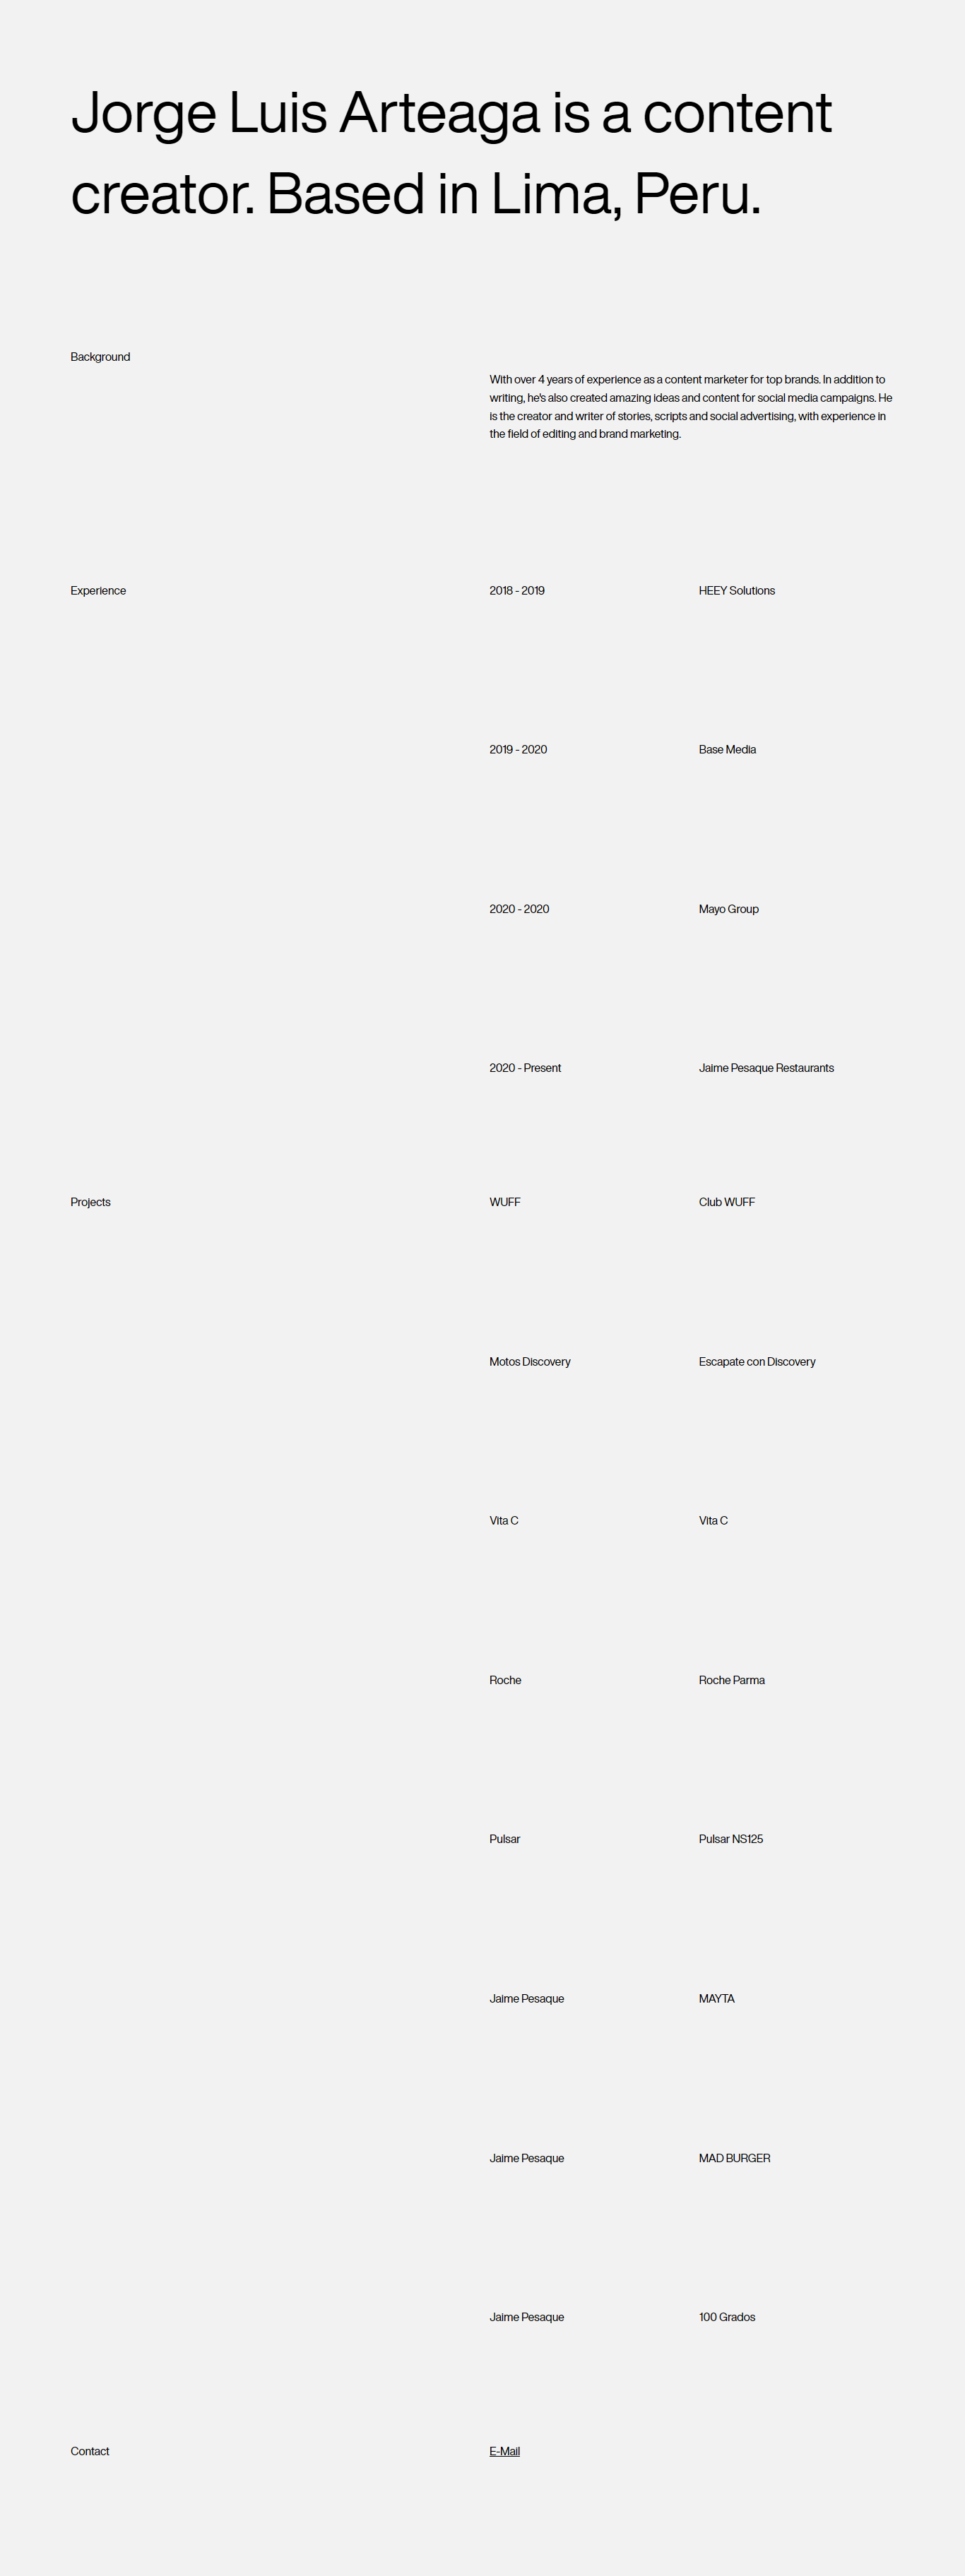 Jorge Luis Arteaga is a content
creator. Based in Lima, Peru.
Background
With over 4 years of experience as a content marketer for top brands. In addition to
writing, he's also created amazing ideas and content for social media campaigns. He
is the creator and writer of stories, scripts and social advertising, with experience in
the field of editing and brand marketing.
Experience
2018 - 2019
HEEY Solutions
2019 - 2020
Base Media
2020 - 2020
Mayo Group
2020 - Present
Jaime Pesaque Restaurants
Projects
WUFF
Club WUFF
Motos Discovery
Escapate con Discovery
Vita C
Vita C
Roche
Roche Parma
Pulsar
Pulsar NS125
Jaime Pesaque
MAYTA
Jaime Pesaque
MAD BURGER
Jaime Pesaque
100 Grados
Contact
E-Mail